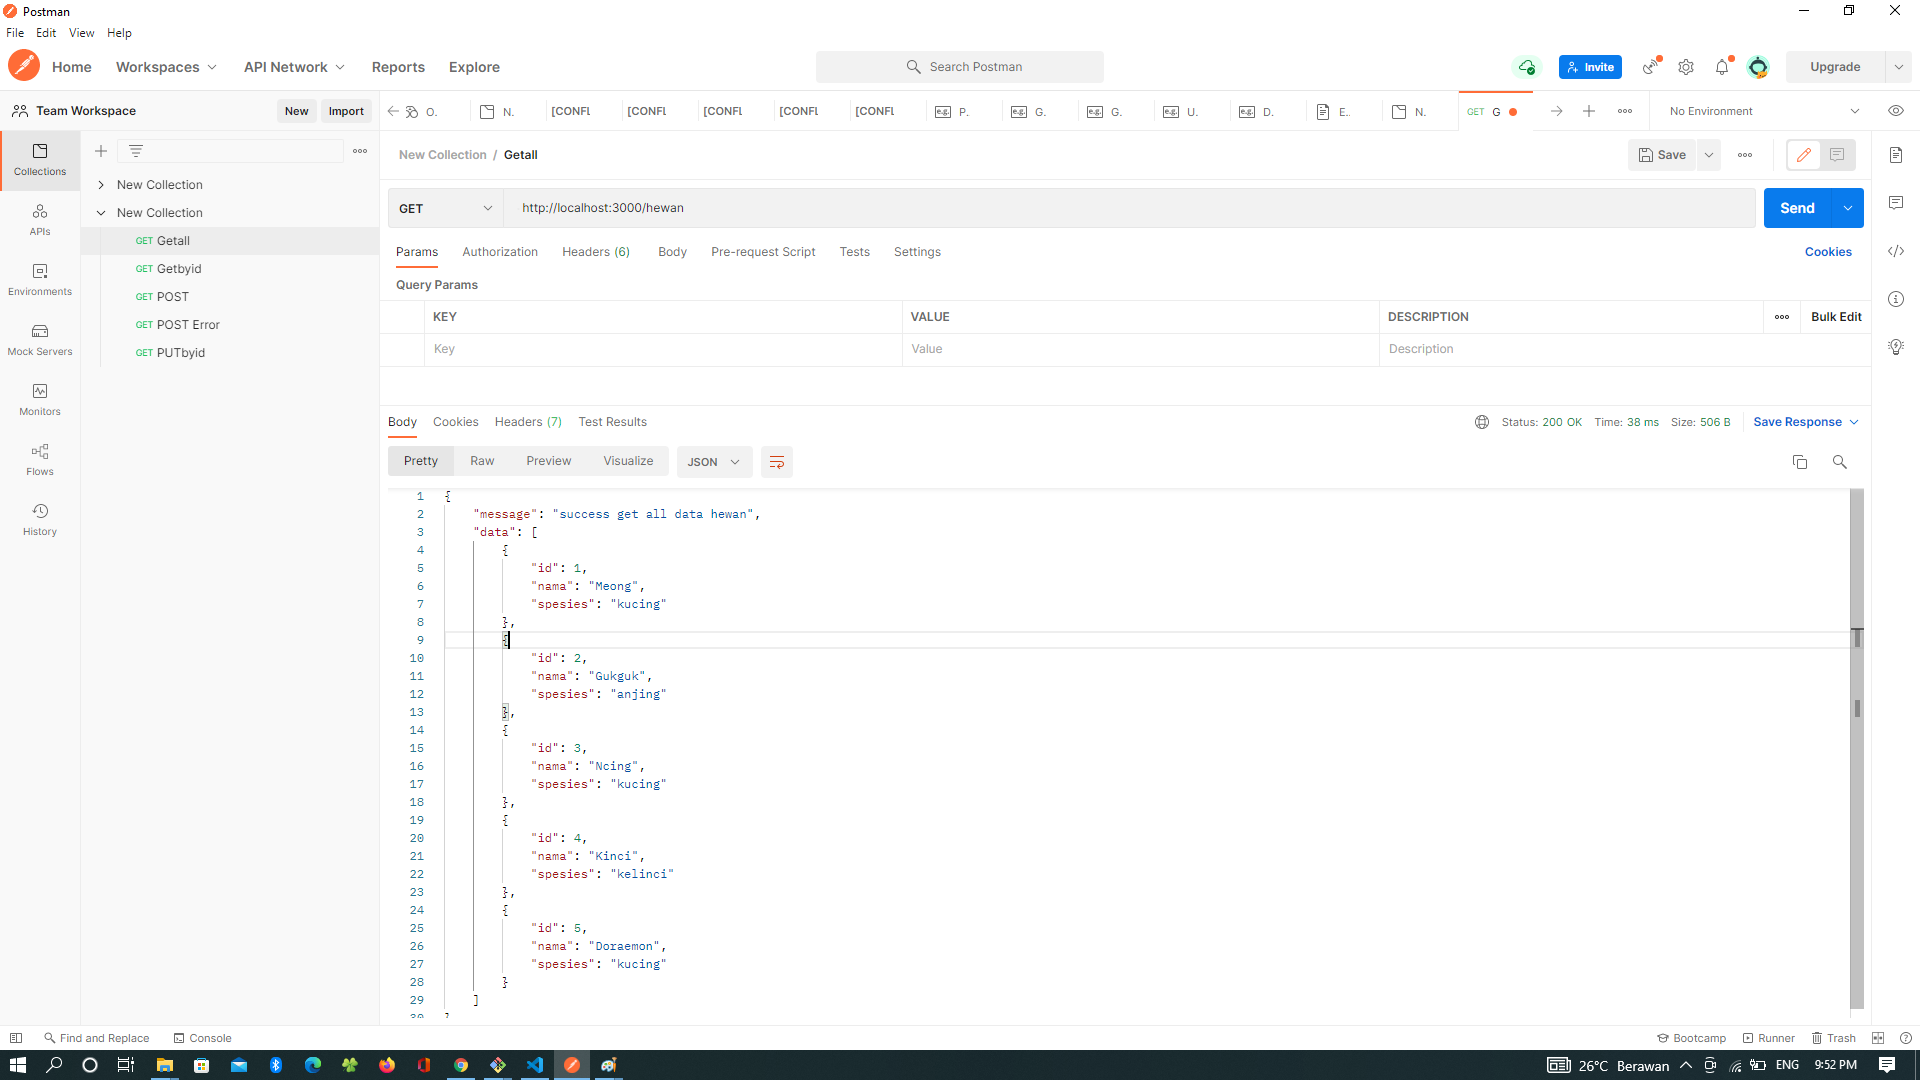 Postman
File Edit View Help
Home Workspaces API Network Reports Explore Search Postman Invite Upgrade
Team Workspace New Import O. N. [CONFL [CONFL [CONFL [CONFL [CONFL e.g. P. e.g. G. e.g. G. e.g. U. e.g. D. E.. N. GET G No Environment
Collections
APIs
Environments
Mock Servers
Monitors
Flows
History
New Collection
New Collection
GET Getall
GET Getbyid
GET POST
GET POST Error
GET PUTbyid
New Collection / Getall Save
GET http://localhost:3000/hewan Send
Params Authorization Headers (6) Body Pre-request Script Tests Settings Cookies
Query Params
KEY VALUE DESCRIPTION Bulk Edit
Key Value Description
Body Cookies Headers (7) Test Results Status: 200 OK Time: 38 ms Size: 506 B Save Response
Pretty Raw Preview Visualize JSON
1 {
2 "message": "success get all data hewan",
3 "data": [
4 {
5 "id": 1,
6 "nama": "Meong",
7 "spesies": "kucing"
8 },
9 {
10 "id": 2,
11 "nama": "Gukguk",
12 "spesies": "anjing"
13 },
14 {
15 "id": 3,
16 "nama": "Ncing",
17 "spesies": "kucing"
18 },
19 {
20 "id": 4,
21 "nama": "Kinci",
22 "spesies": "kelinci"
23 },
24 {
25 "id": 5,
26 "nama": "Doraemon",
27 "spesies": "kucing"
28 }
29 ]
30 }
Find and Replace Console Bootcamp Runner Trash
26°C Berawan ENG 9:52 PM